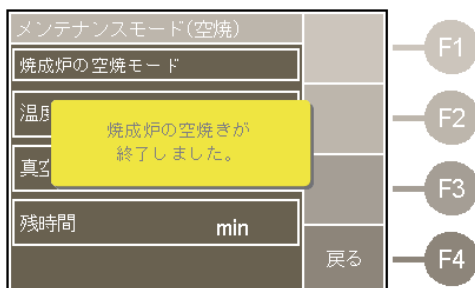 メンテナンスモード(空焼)
焼成炉の空焼モード
温度
焼成炉の空焼きが
終了しました。
真空
残時間 min
戻る
F1
F2
F3
F4